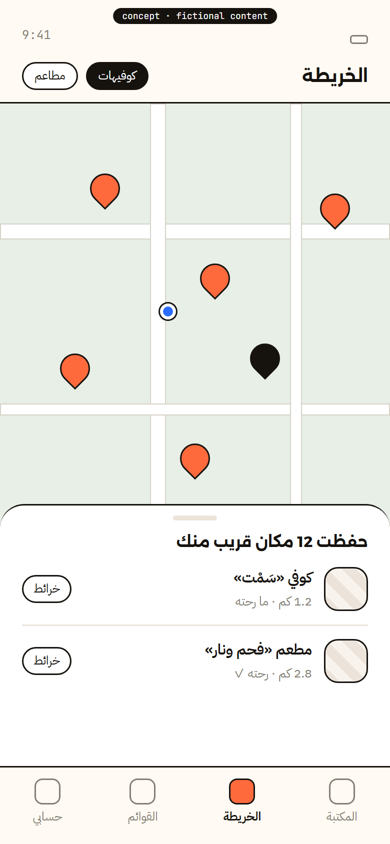 concept · fictional content
9:41
الخريطة
كوفيهات
مطاعم
حفظت 12 مكان قريب منك
كوفي «سَمْت»
1.2 كم · ما رحته
خرائط
مطعم «فحم ونار»
2.8 كم · رحته ✓
خرائط
المكتبة
الخريطة
القوائم
حسابي